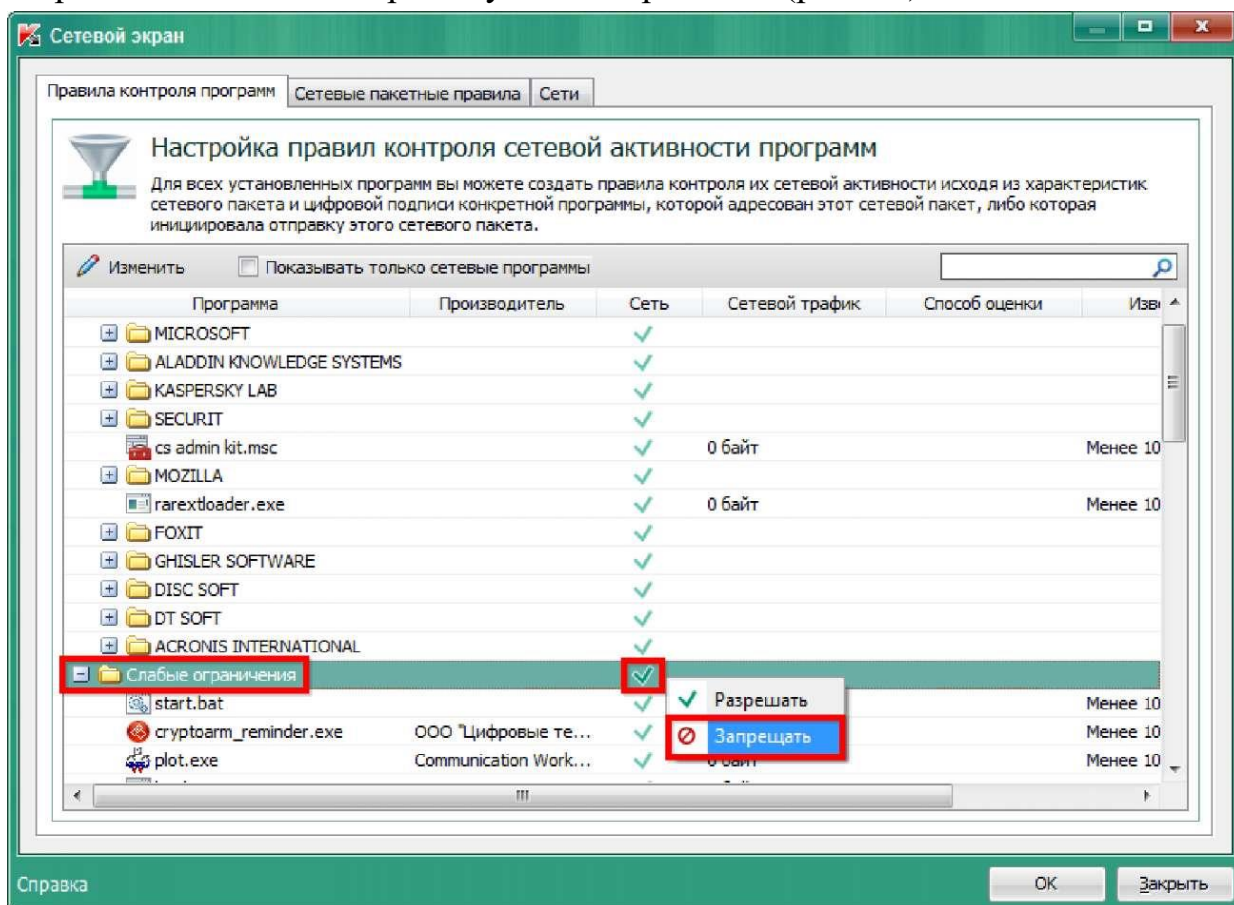 Сетевой экран
Правила контроля программ Сетевые пакетные правила Сети
Настройка правил контроля сетевой активности программ
Для всех установленных программ вы можете создать правила контроля их сетевой активности исходя из характеристик
сетевого пакета и цифровой подписи конкретной программы, которой адресован этот сетевой пакет, либо которая
инициировала отправку этого сетевого пакета.
Изменить Показывать только сетевые программы
Программа Производитель Сеть Сетевой трафик Способ оценки Изв
MICROSOFT
ALADDIN KNOWLEDGE SYSTEMS
KASPERSKY LAB
SECURIT
cs admin kit.msc 0 байт Менее 10
MOZILLA
rarextloader.exe 0 байт Менее 10
FOXIT
GHISLER SOFTWARE
DISC SOFT
DT SOFT
ACRONIS INTERNATIONAL
Слабые ограничения
start.bat Разрешать Менее 10
cryptoarm_reminder.exe ООО "Цифровые те... Запрещать Менее 10
plot.exe Communication Work... 0 байт Менее 10
Справка ОК Закрыть